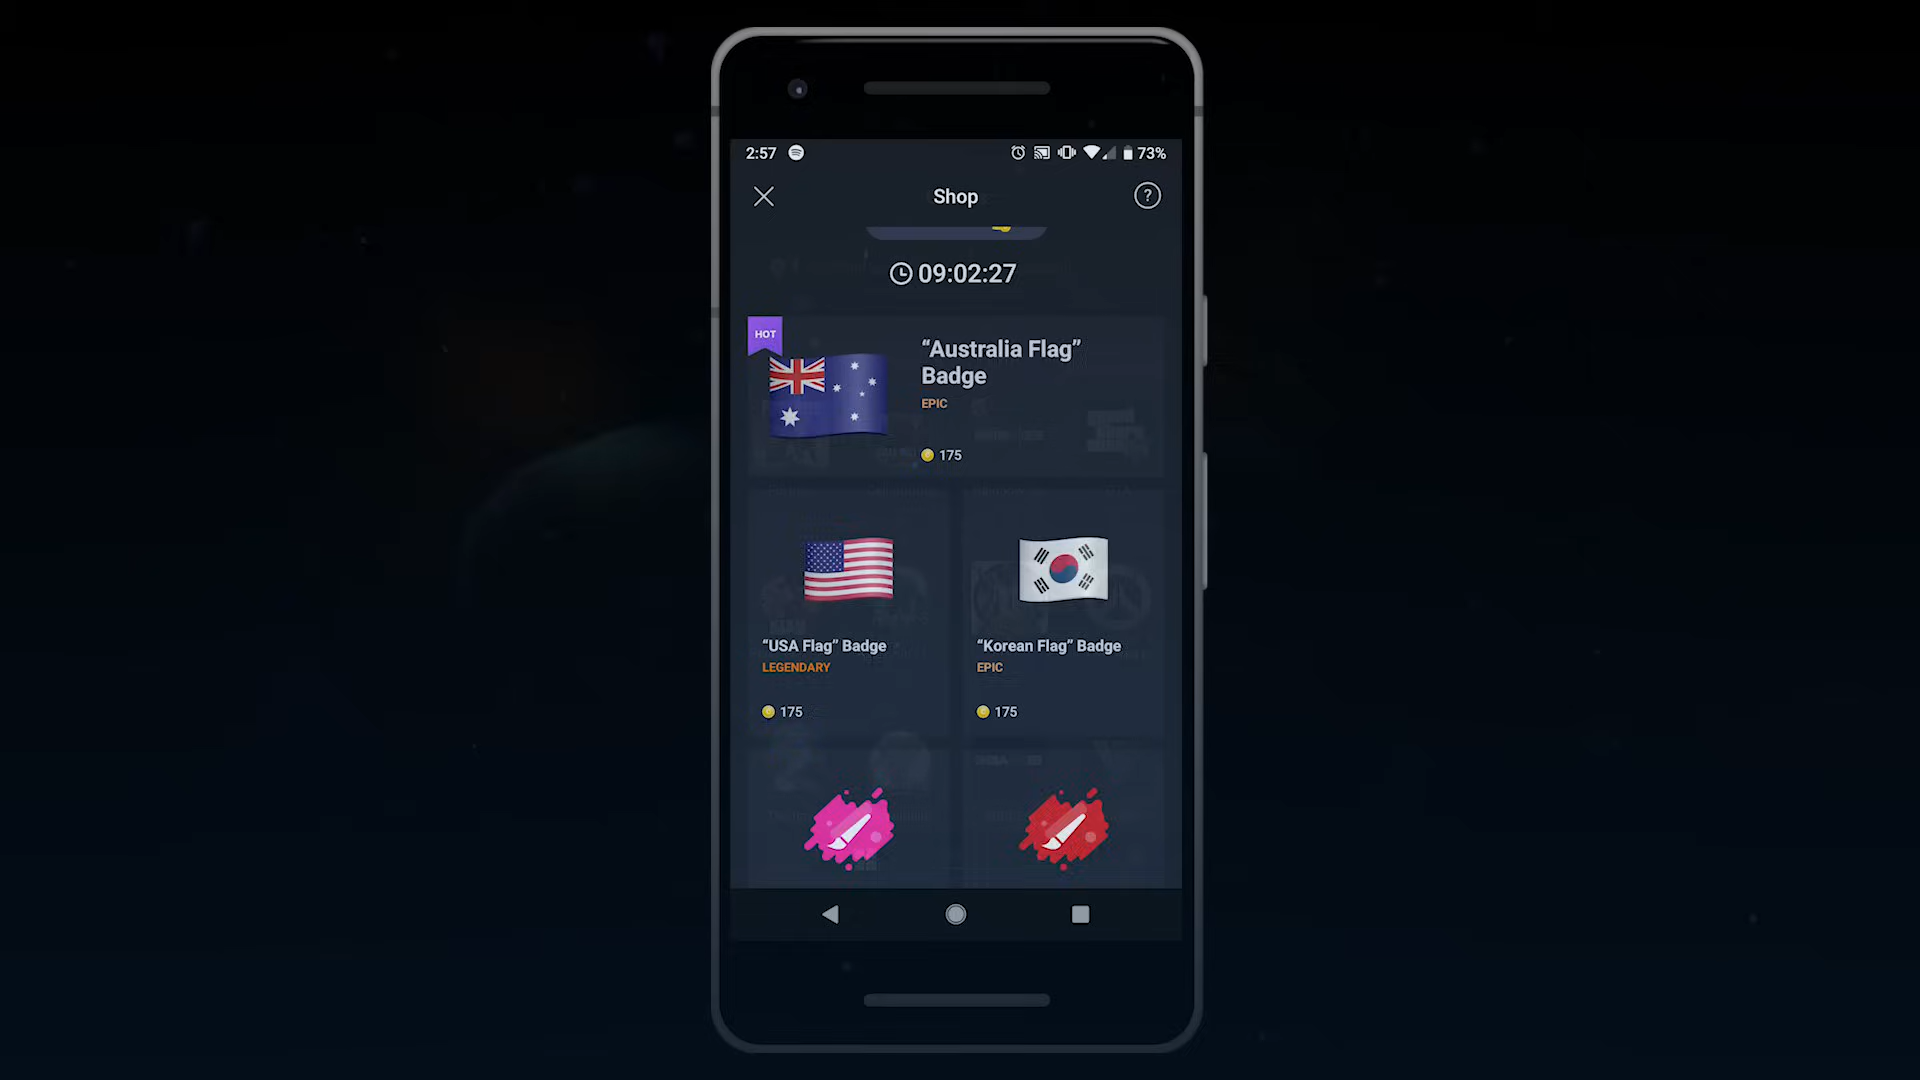 2:57
73%
Shop
?
09:02:27
HOT
“Australia Flag”
Badge
EPIC
175
“USA Flag” Badge
LEGENDARY
175
“Korean Flag” Badge
EPIC
175